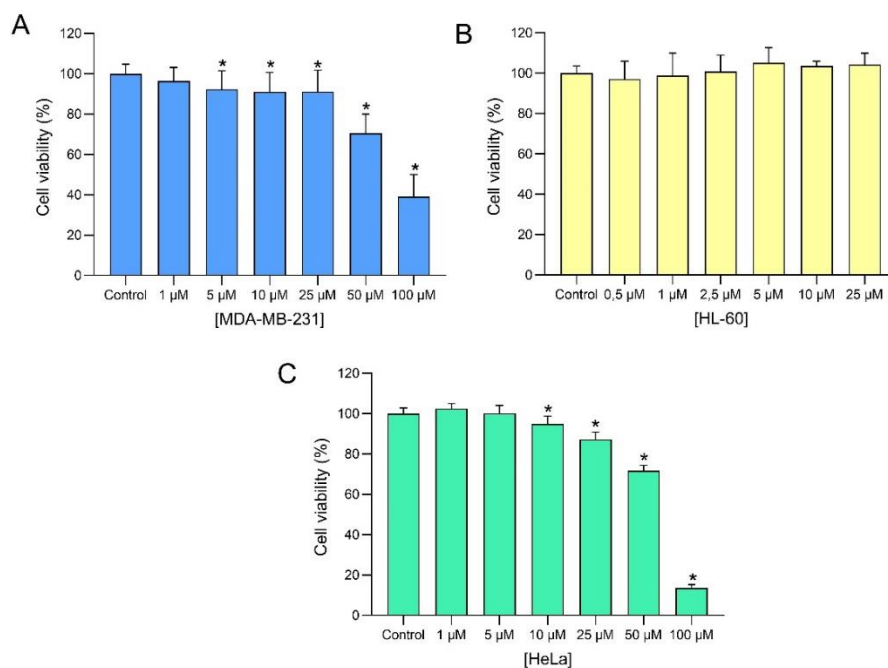 A
Cell viability (%)
120
100
80
60
40
20
0
*
*
*
*
*
Control 1 µM 5 µM 10 µM 25 µM 50 µM 100 µM
[MDA-MB-231]
B
Cell viability (%)
120
100
80
60
40
20
0
Control 0,5 µM 1 µM 2,5 µM 5 µM 10 µM 25 µM
[HL-60]
C
Cell viability (%)
120
100
80
60
40
20
0
*
*
*
*
Control 1 µM 5 µM 10 µM 25 µM 50 µM 100 µM
[HeLa]